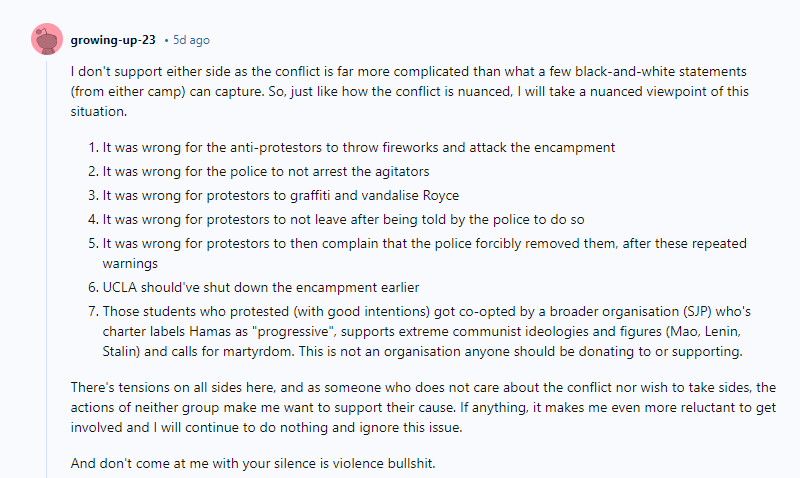 growing-up-23 • 5d ago
I don't support either side as the conflict is far more complicated than what a few black-and-white statements
(from either camp) can capture. So, just like how the conflict is nuanced, I will take a nuanced viewpoint of this
situation.
1. It was wrong for the anti-protestors to throw fireworks and attack the encampment
2. It was wrong for the police to not arrest the agitators
3. It was wrong for protestors to graffiti and vandalise Royce
4. It was wrong for protestors to not leave after being told by the police to do so
5. It was wrong for protestors to then complain that the police forcibly removed them, after these repeated
warnings
6. UCLA should've shut down the encampment earlier
7. Those students who protested (with good intentions) got co-opted by a broader organisation (SJP) who's
charter labels Hamas as "progressive", supports extreme communist ideologies and figures (Mao, Lenin,
Stalin) and calls for martyrdom. This is not an organisation anyone should be donating to or supporting.
There's tensions on all sides here, and as someone who does not care about the conflict nor wish to take sides, the
actions of neither group make me want to support their cause. If anything, it makes me even more reluctant to get
involved and I will continue to do nothing and ignore this issue.
And don't come at me with your silence is violence bullshit.